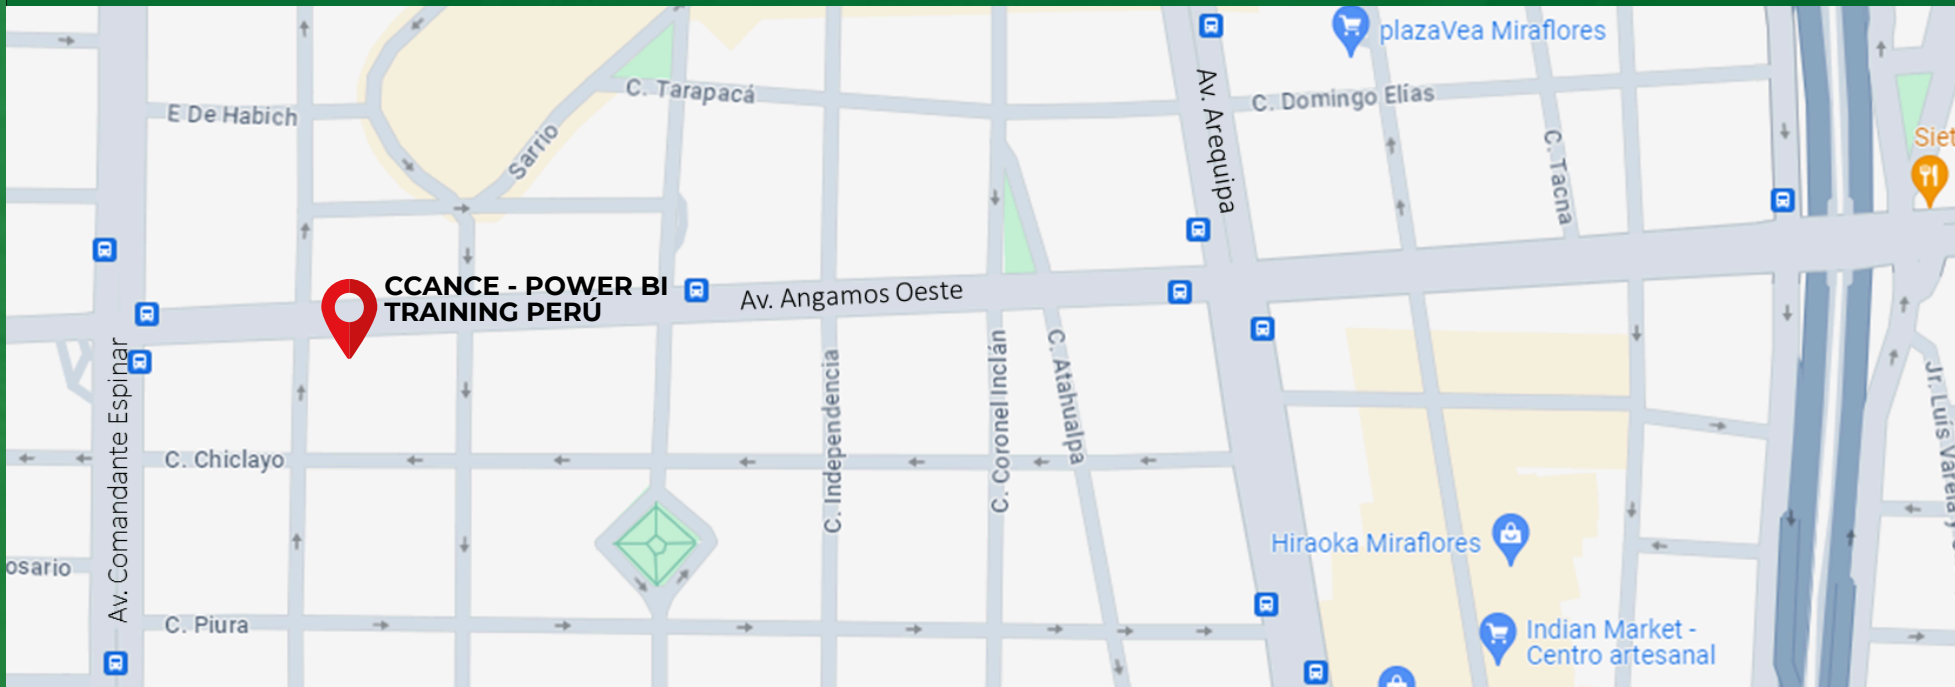 plazaVea Miraflores
C. Tarapacá
C. Domingo Elías
E De Habich
Av. Arequipa
Sarrio
C. Tacna
Siet
CCANCE - POWER BI
TRAINING PERÚ
Av. Angamos Oeste
Av. Comandante Espinar
C. Independencia
C. Coronel Inclán
C. Atahualpa
Jr. Luis Varela y
C. Chiclayo
Hiraoka Miraflores
osario
C. Piura
Indian Market -
Centro artesanal